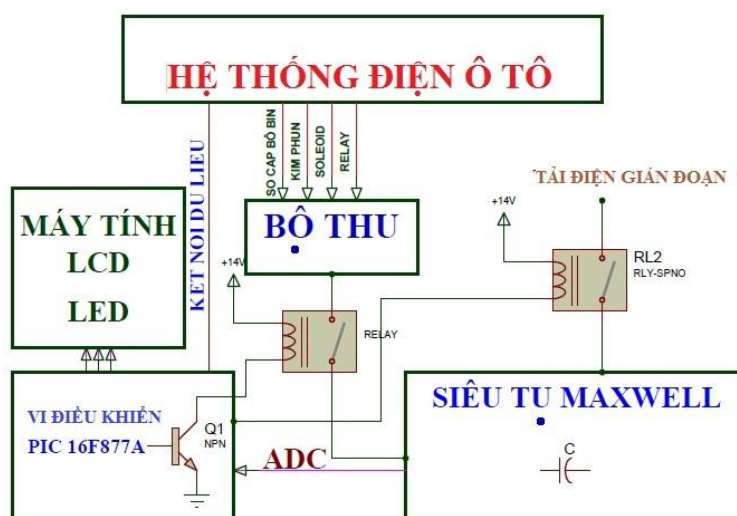 HỆ THỐNG ĐIỆN Ô TÔ
SO CAP BÔ BIN
KIM PHUN
SOLEOID
RELAY
KET NOI DU LIEU
TẢI ĐIỆN GIÁN ĐOẠN
+14V
MÁY TÍNH
LCD
LED
BỘ THU
+14V
RL2
RLY-SPNO
RELAY
VI ĐIỀU KHIỂN
PIC 16F877A
Q1
NPN
ADC
SIÊU TỤ MAXWELL
C